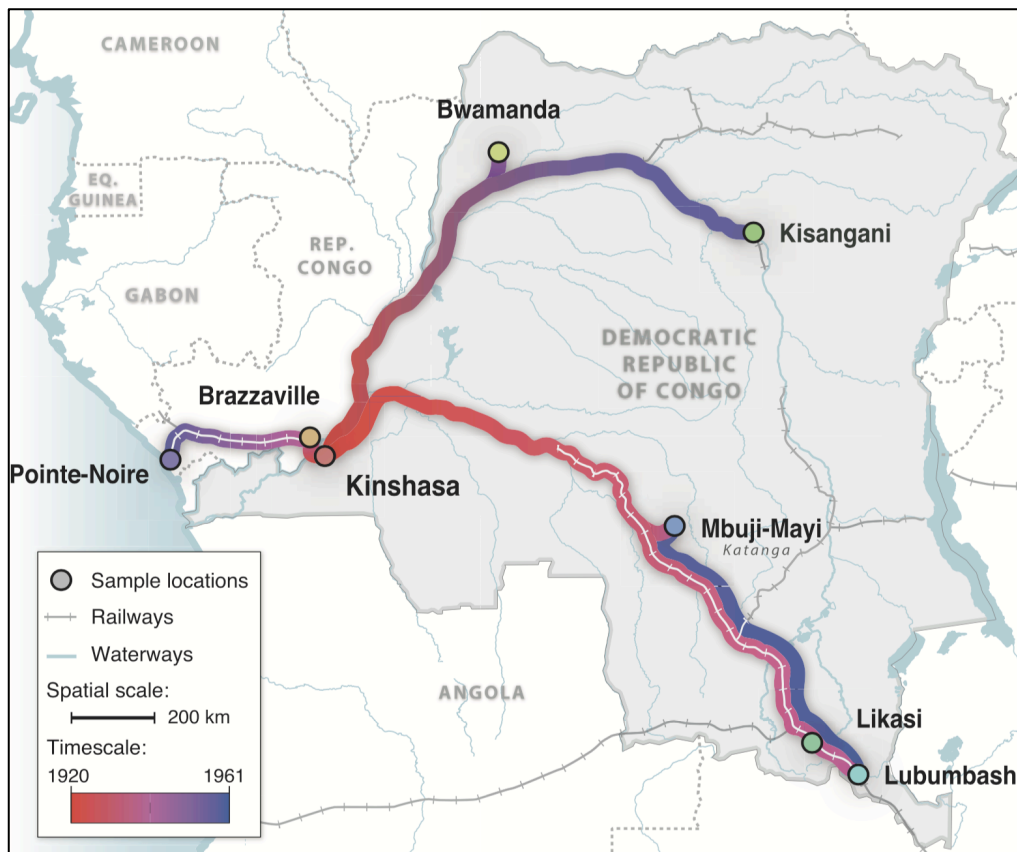 CAMEROON
Bwamanda
EQ.
GUINEA
REP.
CONGO
Kisangani
GABON
DEMOCRATIC
REPUBLIC
OF CONGO
Brazzaville
Pointe-Noire
Kinshasa
Mbuji-Mayi
Katanga
ANGOLA
Likasi
Lubumbash
Sample locations
Railways
Waterways
Spatial scale:
200 km
Timescale:
1920 1961